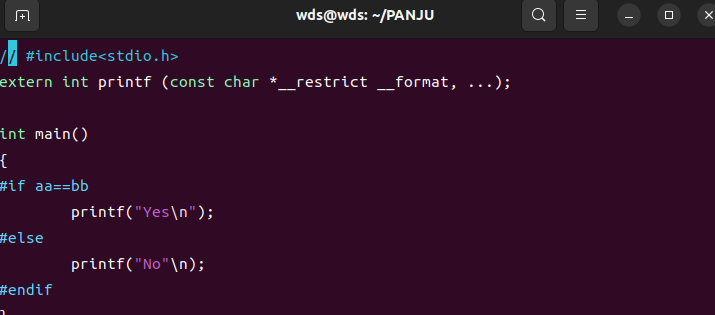 wds@wds: ~/PANJU
// #include<stdio.h>
extern int printf (const char *__restrict __format, ...);
int main()
{
#if aa==bb
printf("Yes\n");
#else
printf("No"\n);
#endif
}